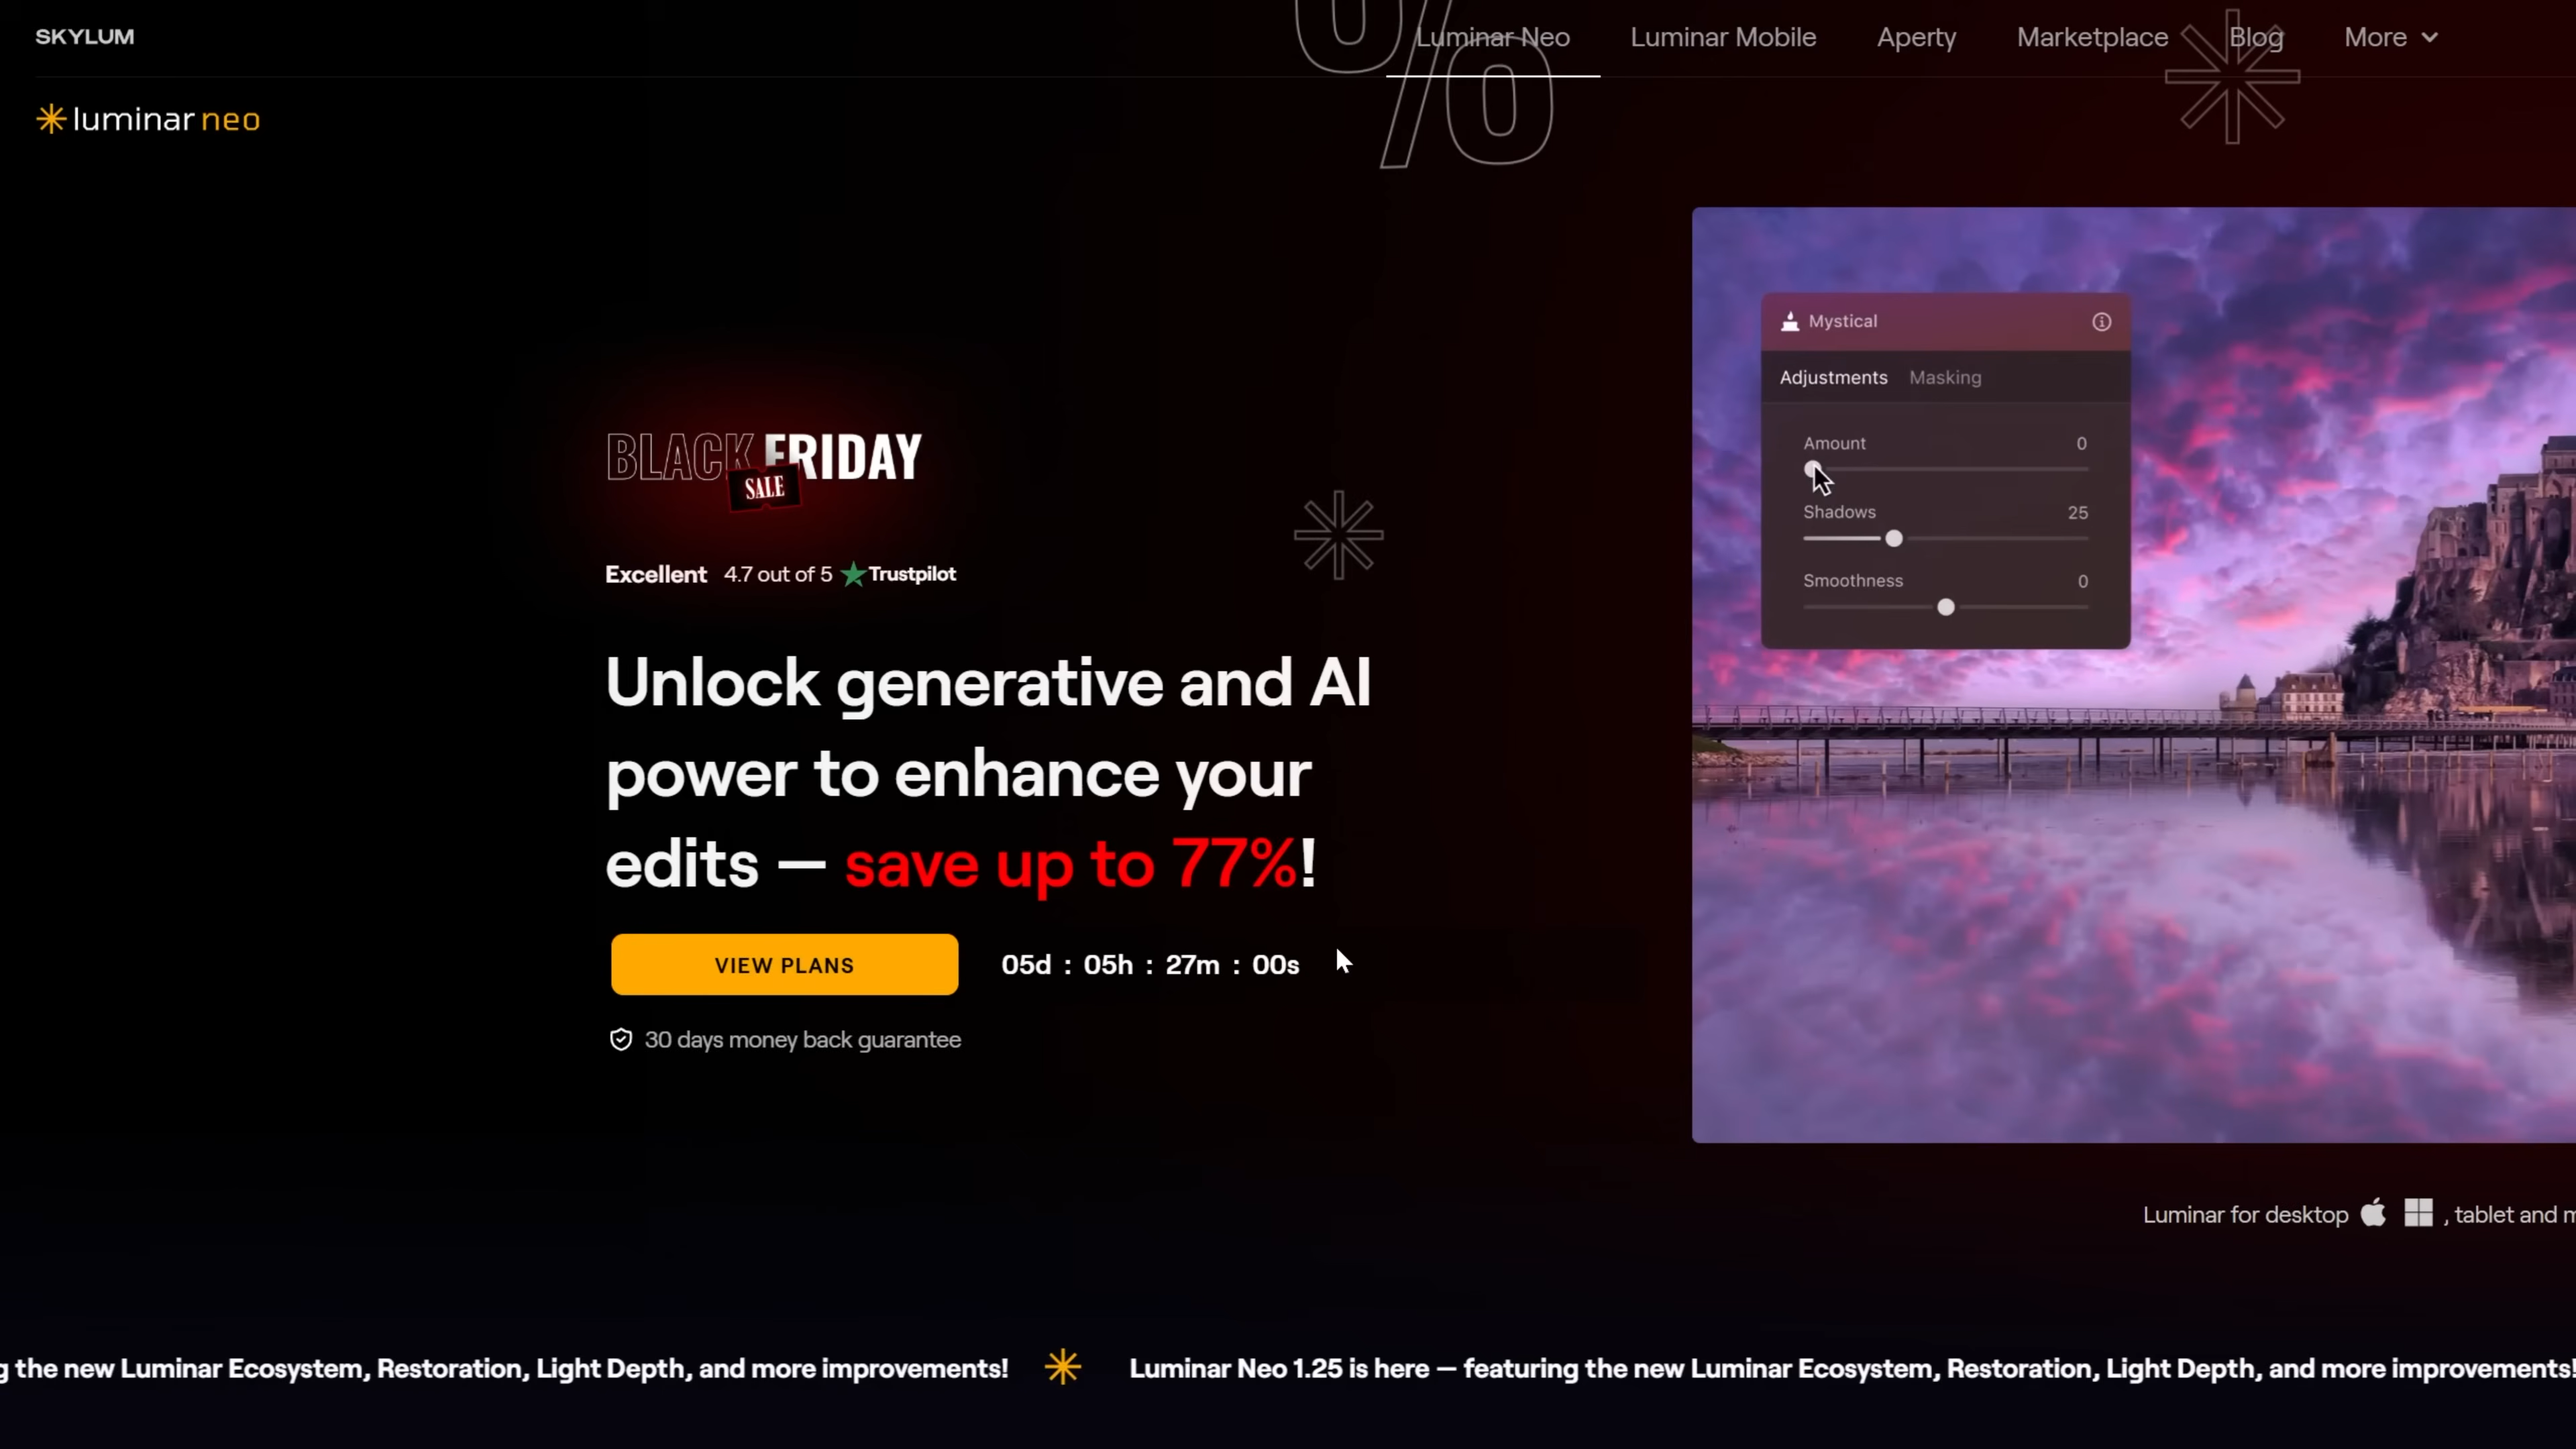 SKYLUM
Luminar Neo
Luminar Mobile
Aperty
Marketplace
Blog
More
luminar neo
%
BLACK FRIDAY
SALE
Excellent 4.7 out of 5 Trustpilot
Unlock generative and AI
power to enhance your
edits — save up to 77%!
VIEW PLANS
05d : 05h : 27m : 00s
30 days money back guarantee
Mystical
Adjustments Masking
Amount 0
Shadows 25
Smoothness 0
Luminar for desktop , tablet and m
g the new Luminar Ecosystem, Restoration, Light Depth, and more improvements! Luminar Neo 1.25 is here — featuring the new Luminar Ecosystem, Restoration, Light Depth, and more improvements!